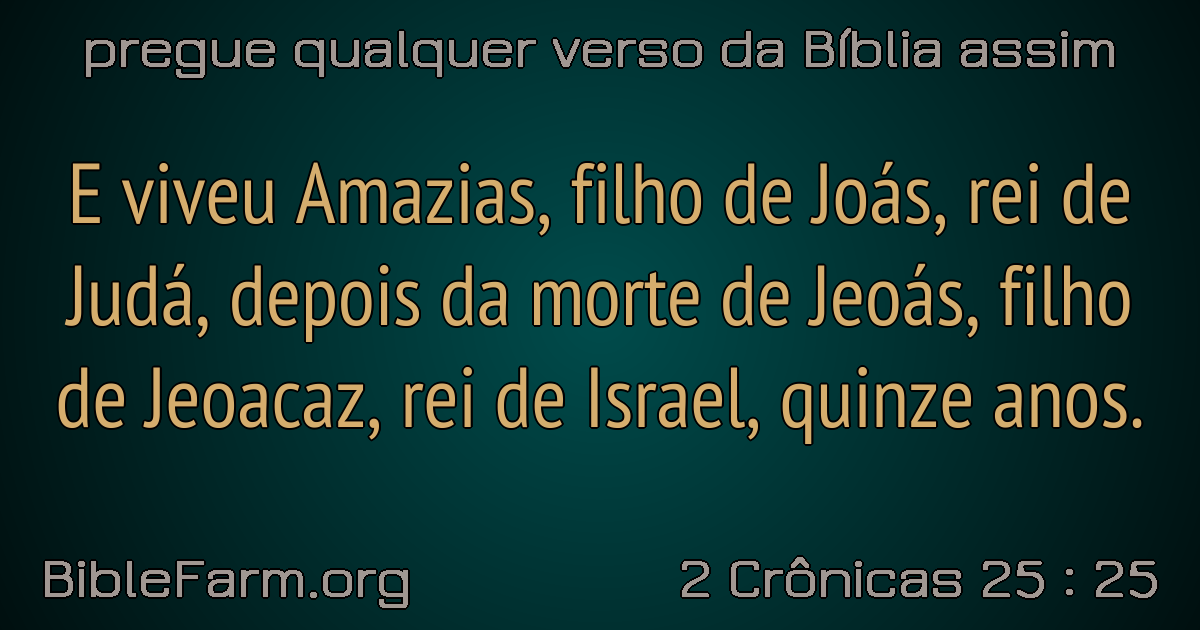 pregue qualquer verso da Bíblia assim
E viveu Amazias, filho de Joás, rei de
Judá, depois da morte de Jeoás, filho
de Jeoacaz, rei de Israel, quinze anos.
BibleFarm.org
2 Crônicas 25 : 25